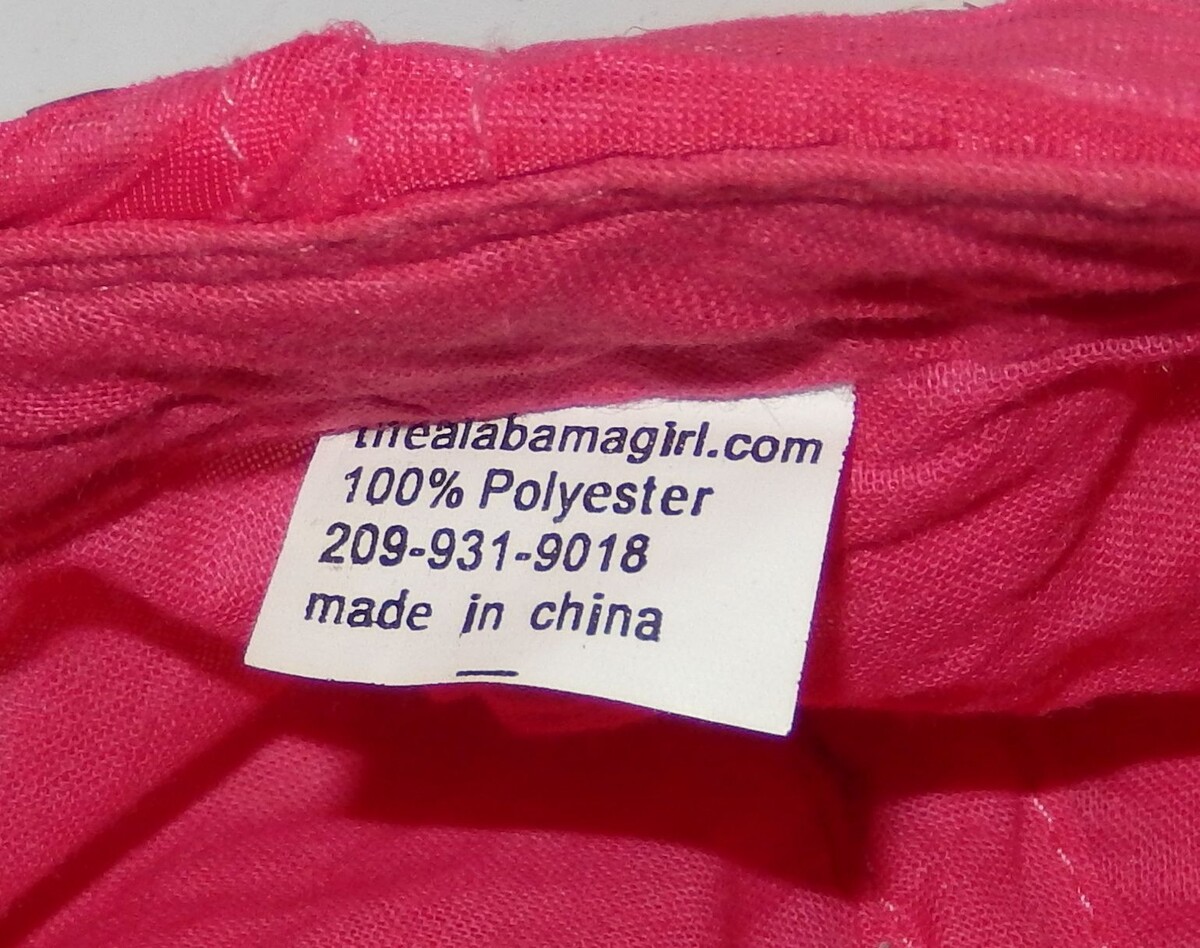 thealabamagirl.com
100% Polyester
209-931-9018
made in china